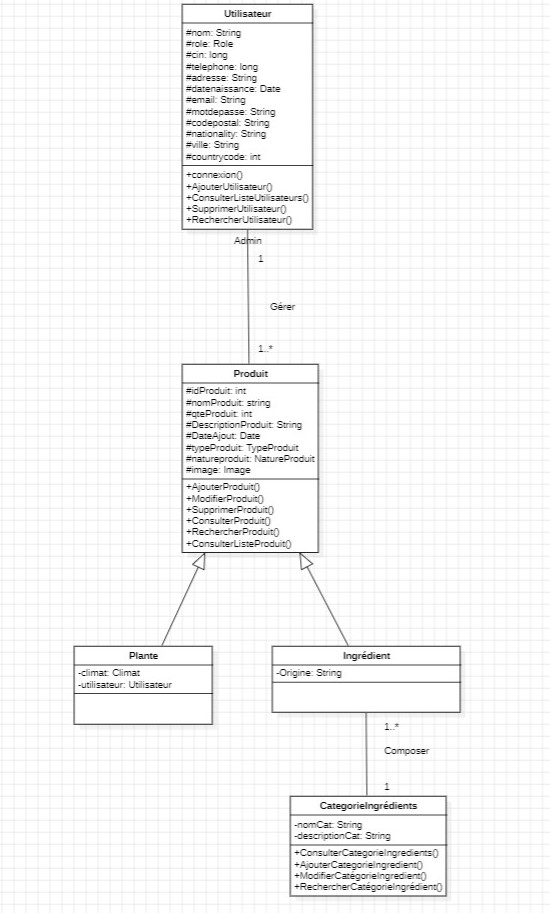 Utilisateur
#nom: String
#role: Role
#cin: long
#telephone: long
#adresse: String
#datenaissance: Date
#email: String
#motdepasse: String
#codepostal: String
#nationality: String
#ville: String
#countrycode: int
+connexion()
+AjouterUtilisateur()
+ConsulterListeUtilisateurs()
+SupprimerUtilisateur()
+RechercherUtilisateur()
Admin
1
Gérer
1..*
Produit
#idProduit: int
#nomProduit: string
#qteProduit: int
#DescriptionProduit: String
#DateAjout: Date
#typeProduit: TypeProduit
#natureproduit: NatureProduit
#image: Image
+AjouterProduit()
+ModifierProduit()
+SupprimerProduit()
+ConsulterProduit()
+RechercherProduit()
+ConsulterListeProduit()
Plante
-climat: Climat
-utilisateur: Utilisateur
Ingrédient
-Origine: String
1..*
Composer
1
CategorieIngrédients
-nomCat: String
-descriptionCat: String
+ConsulterCategorieIngredients()
+AjouterCategorieIngredient()
+ModifierCatégorieIngredient()
+RechercherCatégorieIngrédient()